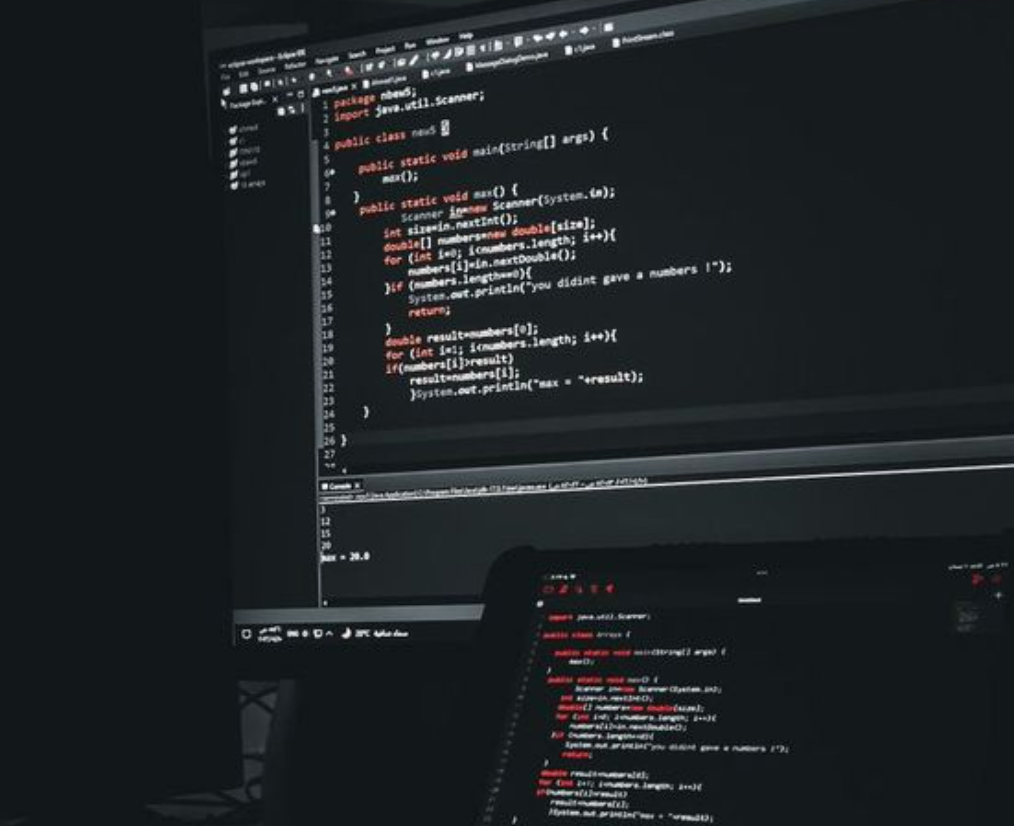 eclipse-workspace - Eclipse IDE
File Edit Source Refactor Navigate Search Project Run Window Help
new5.java c1.java MessageDialogDemo.java c1.java PrintStream.class
Package Expl...
1 package nbew5;
2 import java.util.Scanner;
3
4 public class new5 {
5
6 public static void main(String[] args) {
7 max();
8 }
9 public static void max() {
10 Scanner in=new Scanner(System.in);
11 int size=in.nextInt();
12 double[] numbers=new double[size];
13 for (int i=0; i<numbers.length; i++){
14 numbers[i]=in.nextDouble();
15 }if (numbers.length==0){
16 System.out.println("you didint gave a numbers !");
17 return;
18 }
19 double result=numbers[0];
20 for (int i=1; i<numbers.length; i++){
21 if(numbers[i]>result)
22 result=numbers[i];
23 }System.out.println("max = "+result);
24 }
25
26 }
27
Console
3
12
15
20
max = 20.0
ENG
20°C
import java.util.Scanner;
public class Arrays {
public static void main(String[] args) {
max();
}
public static void max() {
Scanner in=new Scanner(System.in);
int size=in.nextInt();
double[] numbers=new double[size];
for (int i=0; i<numbers.length; i++){
numbers[i]=in.nextDouble();
}if (numbers.length==0){
System.out.println("you didint gave a numbers !");
return;
}
double result=numbers[0];
for (int i=1; i<numbers.length; i++){
if(numbers[i]>result)
result=numbers[i];
}System.out.println("max = "+result);
}